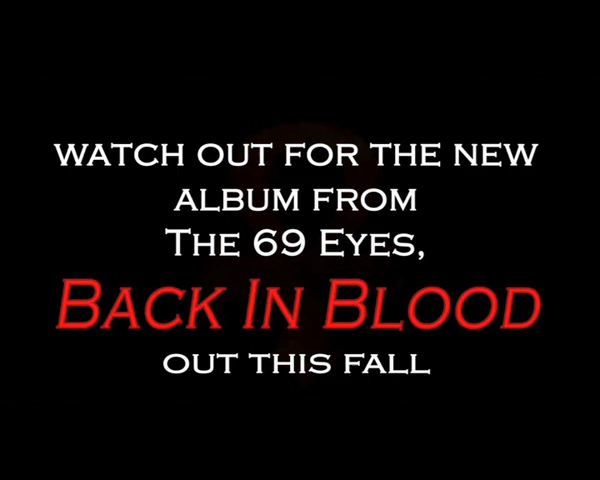 WATCH OUT FOR THE NEW
ALBUM FROM
THE 69 EYES,
BACK IN BLOOD
OUT THIS FALL